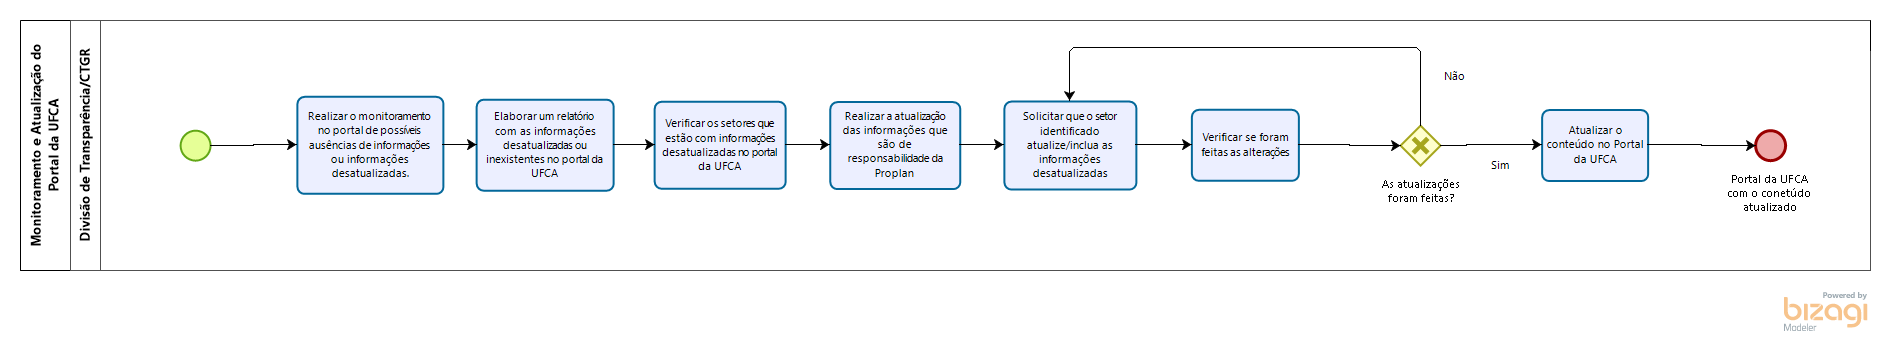 Monitoramento e Atualização do
Portal da UFCA
Divisão de Transparência/CTGR
Realizar o monitoramento
no portal de possíveis
ausências de informações
ou informações
desatualizadas.
Elaborar um relatório
com as informações
desatualizadas ou
inexistentes no portal da
UFCA
Verificar os setores que
estão com informações
desatualizadas no portal
da UFCA
Realizar a atualização
das informações que
são de
responsabilidade da
Proplan
Solicitar que o setor
identificado
atualize/inclua as
informações
desatualizadas
Verificar se foram
feitas as alterações
As atualizações
foram feitas?
Não
Sim
Atualizar o
conteúdo no Portal
da UFCA
Portal da UFCA
com o conetúdo
atualizado
Powered by
bizagi
Modeler